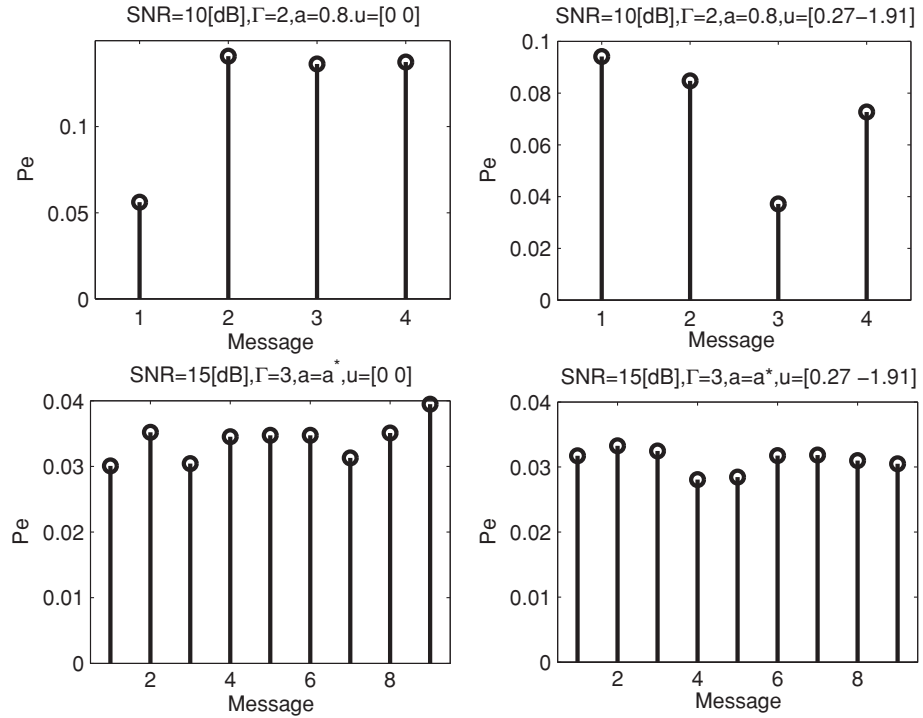 SNR=10[dB],Γ=2,a=0.8.u=[0 0]
0.1
0.05
0
Pe
1 2 3 4
Message
SNR=10[dB],Γ=2,a=0.8,u=[0.27−1.91]
0.1
0.08
0.06
0.04
0.02
0
Pe
1 2 3 4
Message
SNR=15[dB],Γ=3,a=a*,u=[0 0]
0.04
0.03
0.02
0.01
0
Pe
2 4 6 8
Message
SNR=15[dB],Γ=3,a=a*,u=[0.27 −1.91]
0.04
0.03
0.02
0.01
0
Pe
2 4 6 8
Message